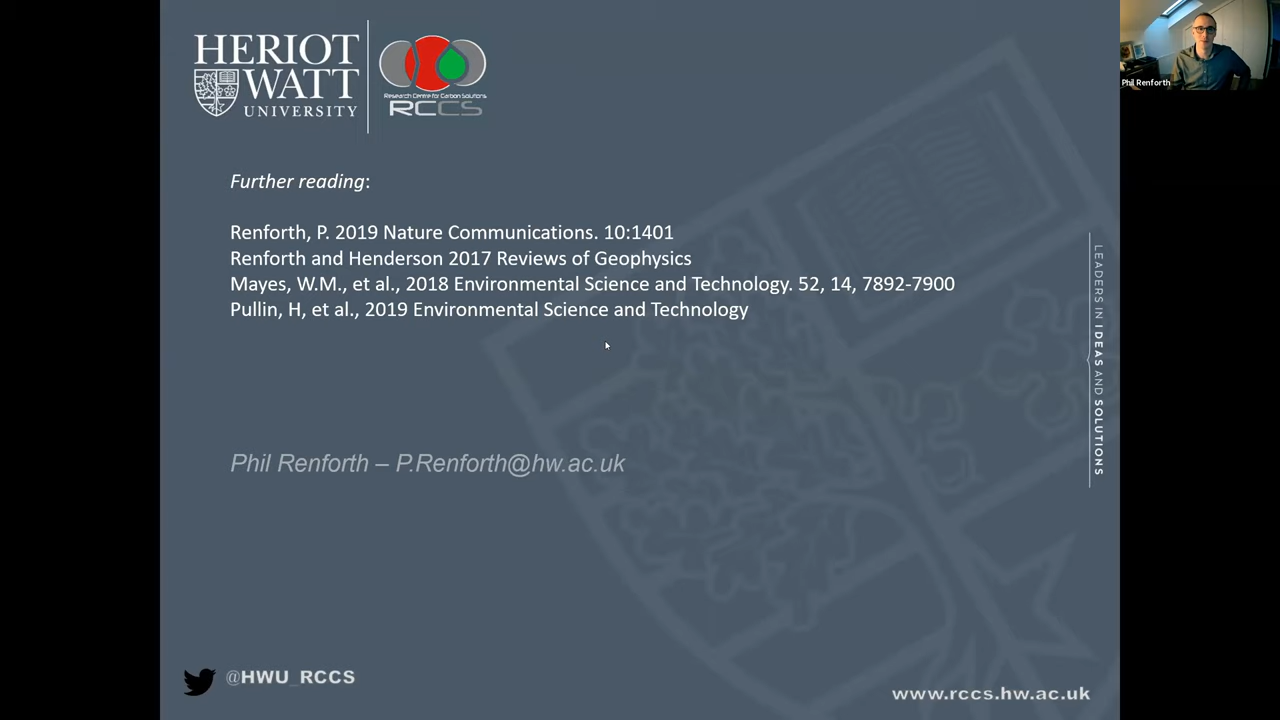 HERIOT
WATT
UNIVERSITY
Research Centre for Carbon Solutions
RCCS
Phil Renforth
Further reading:
Renforth, P. 2019 Nature Communications. 10:1401
Renforth and Henderson 2017 Reviews of Geophysics
Mayes, W.M., et al., 2018 Environmental Science and Technology. 52, 14, 7892-7900
Pullin, H, et al., 2019 Environmental Science and Technology
LEADERS IN IDEAS AND SOLUTIONS
Phil Renforth – P.Renforth@hw.ac.uk
@HWU_RCCS
www.rccs.hw.ac.uk